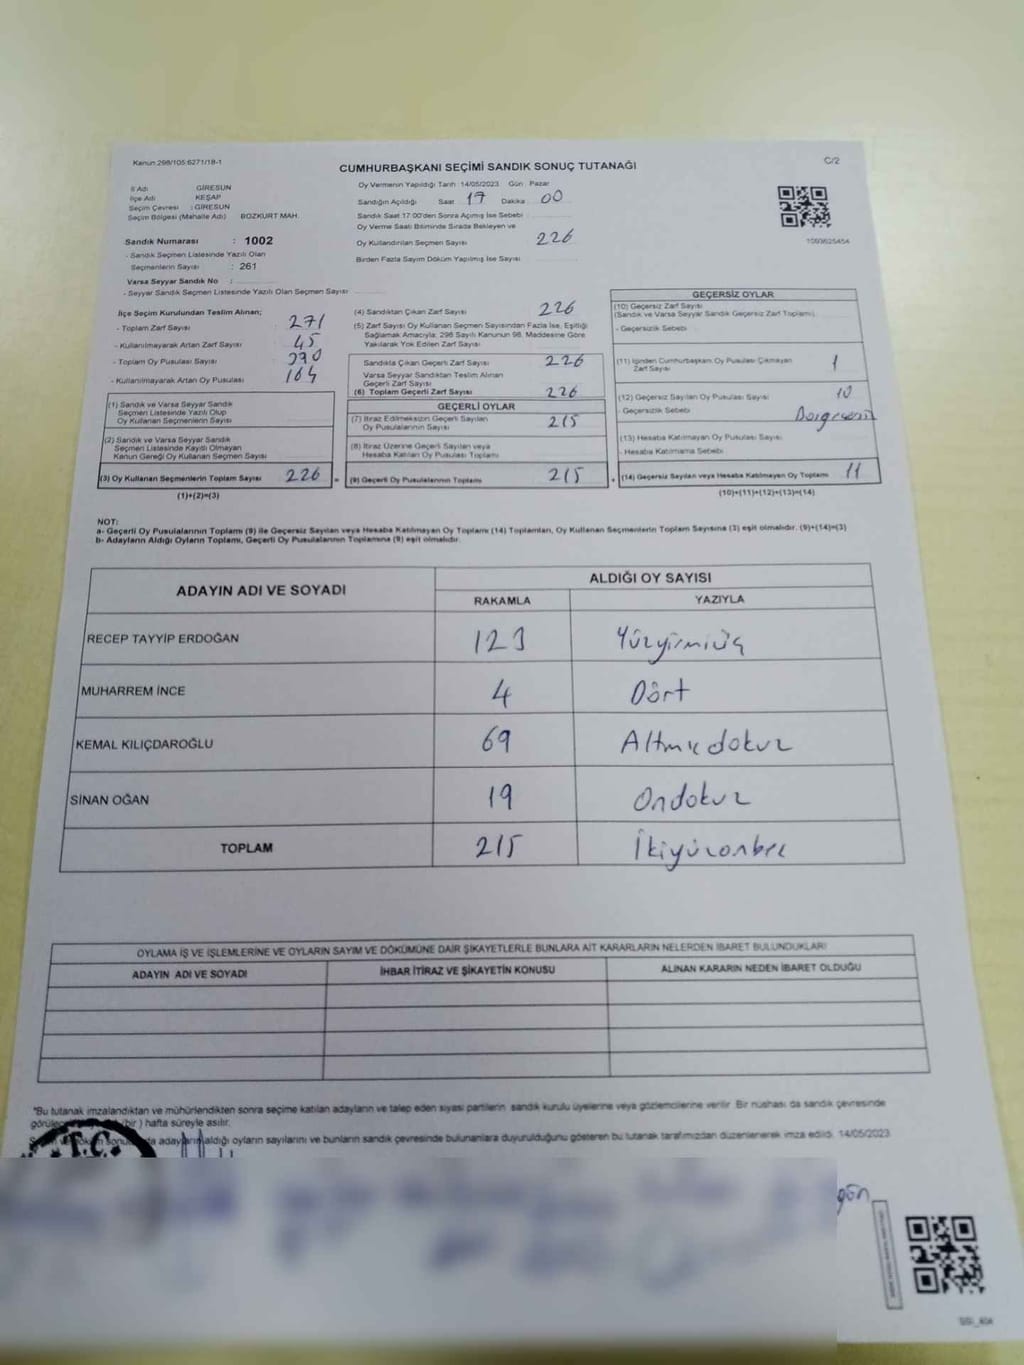 Kanun:298/105:6271/18-1
C/2
CUMHURBAŞKANI SEÇİMİ SANDIK SONUÇ TUTANAĞI
İl Adı GİRESUN
İlçe Adı KEŞAP
Seçim Çevresi : GİRESUN
Seçim Bölgesi (Mahalle Adı) BOZKURT MAH.
Sandık Numarası : 1002
- Sandık Seçmen Listesinde Yazılı Olan
Seçmenlerin Sayısı : 261
Varsa Seyyar Sandık No :
- Seyyar Sandık Seçmen Listesinde Yazılı Olan Seçmen Sayısı
Oy Vermenin Yapıldığı Tarih :14/05/2023 Gün : Pazar
Sandığın Açıldığı Saat 17 Dakika 00
Sandık Saat 17.00'den Sonra Açımış İse Sebebi
Oy Verme Saati Bitiminde Sırada Bekleyen ve
Oy Kullandırılan Seçmen Sayısı 226
Birden Fazla Sayım Döküm Yapılmış İse Sayısı
1093625454
İlçe Seçim Kurulundan Teslim Alınan;
- Toplam Zarf Sayısı 271
- Kullanılmayarak Artan Zarf Sayısı 45
- Toplam Oy Pusulası Sayısı
- Kullanılmayarak Artan Oy Pusulası 164
(1) Sandık ve Varsa Seyyar Sandık
Seçmen Listesinde Yazılı Olup
Oy Kullanan Seçmenlerin Sayısı
(2) Sandık ve Varsa Seyyar Sandık
Seçmen Listesinde Kaydı Olmayan
Kanun Gereği Oy Kullanan Seçmen Sayısı
(3) Oy Kullanan Seçmenlerin Toplam Sayısı 226
(1)+(2)=(3)
(4) Sandıktan Çıkan Zarf Sayısı 226
(5) Zarf Sayısı Oy Kullanan Seçmen Sayısından Fazla İse, Eşitliği
Sağlamak Amacıyla; 298 Sayılı Kanunun 98. Maddesine Göre
Yakılarak Yok Edilen Zarf Sayısı
Sandıkta Çıkan Geçerli Zarf Sayısı 226
Varsa Seyyar Sandıktan Teslim Alınan
Geçerli Zarf Sayısı
(6) Toplam Geçerli Zarf Sayısı 226
GEÇERLİ OYLAR
(7) İtiraz Edilmeksizin Geçerli Sayılan
Oy Pusulalarının Sayısı 215
(8) İtiraz Üzerine Geçerli Sayılan veya
Hesaba Katılan Oy Pusulası Toplamı
= (9) Geçerli Oy Pusulalarının Toplamı 215
GEÇERSİZ OYLAR
(10) Geçersiz Zarf Sayısı
(Sandık ve Varsa Seyyar Sandık Geçersiz Zarf Toplamı)
- Geçersizlik Sebebi
(11) İçinden Cumhurbaşkanı Oy Pusulası Çıkmayan
Zarf Sayısı 1
(12) Geçersiz Sayılan Oy Pusulası Sayısı 10
- Geçersizlik Sebebi
(13) Hesaba Katılmayan Oy Pusulası Sayısı
- Hesaba Katılmama Sebebi
+ (14) Geçersiz Sayılan veya Hesaba Katılmayan Oy Toplamı 11
(10)+(11)+(12)+(13)=(14)
NOT:
a- Geçerli Oy Pusulalarının Toplamı (9) ile Geçersiz Sayılan veya Hesaba Katılmayan Oy Toplamı (14) Toplamları, Oy Kullanan Seçmenlerin Toplam Sayısına (3) eşit olmalıdır. (9)+(14)=(3)
b- Adayların Aldığı Oyların Toplamı, Geçerli Oy Pusulalarının Toplamına (9) eşit olmalıdır.
ADAYIN ADI VE SOYADI
ALDIĞI OY SAYISI
RAKAMLA YAZIYLA
RECEP TAYYİP ERDOĞAN 123 Yüzyirmiüç
MUHARREM İNCE 4 Dört
KEMAL KILIÇDAROĞLU 69 Altmışdokuz
SİNAN OĞAN 19 Ondokuz
TOPLAM 215 İkiyüzonbeş
OYLAMA İŞ VE İŞLEMLERİNE VE OYLARIN SAYIM VE DÖKÜMÜNE DAİR ŞİKAYETLERLE BUNLARA AİT KARARLARIN NELERDEN İBARET BULUNDUKLARI
ADAYIN ADI VE SOYADI İHBAR İTİRAZ VE ŞİKAYETİN KONUSU ALINAN KARARIN NEDEN İBARET OLDUĞU
*Bu tutanak imzalandıktan ve mühürlendikten sonra seçime katılan adayların ve talep eden siyasi partilerin sandık kurulu üyelerine veya gözlemcilerine verilir. Bir nüshası da sandık çevresinde
(bir) hafta süreyle asılır.
adayların aldığı oyların sayılarını ve bunların sandık çevresinde bulunanlara duyurulduğunu gösteren bu tutanak tarafımızdan düzenlenerek imza edildi. 14/05/2023
T.C.